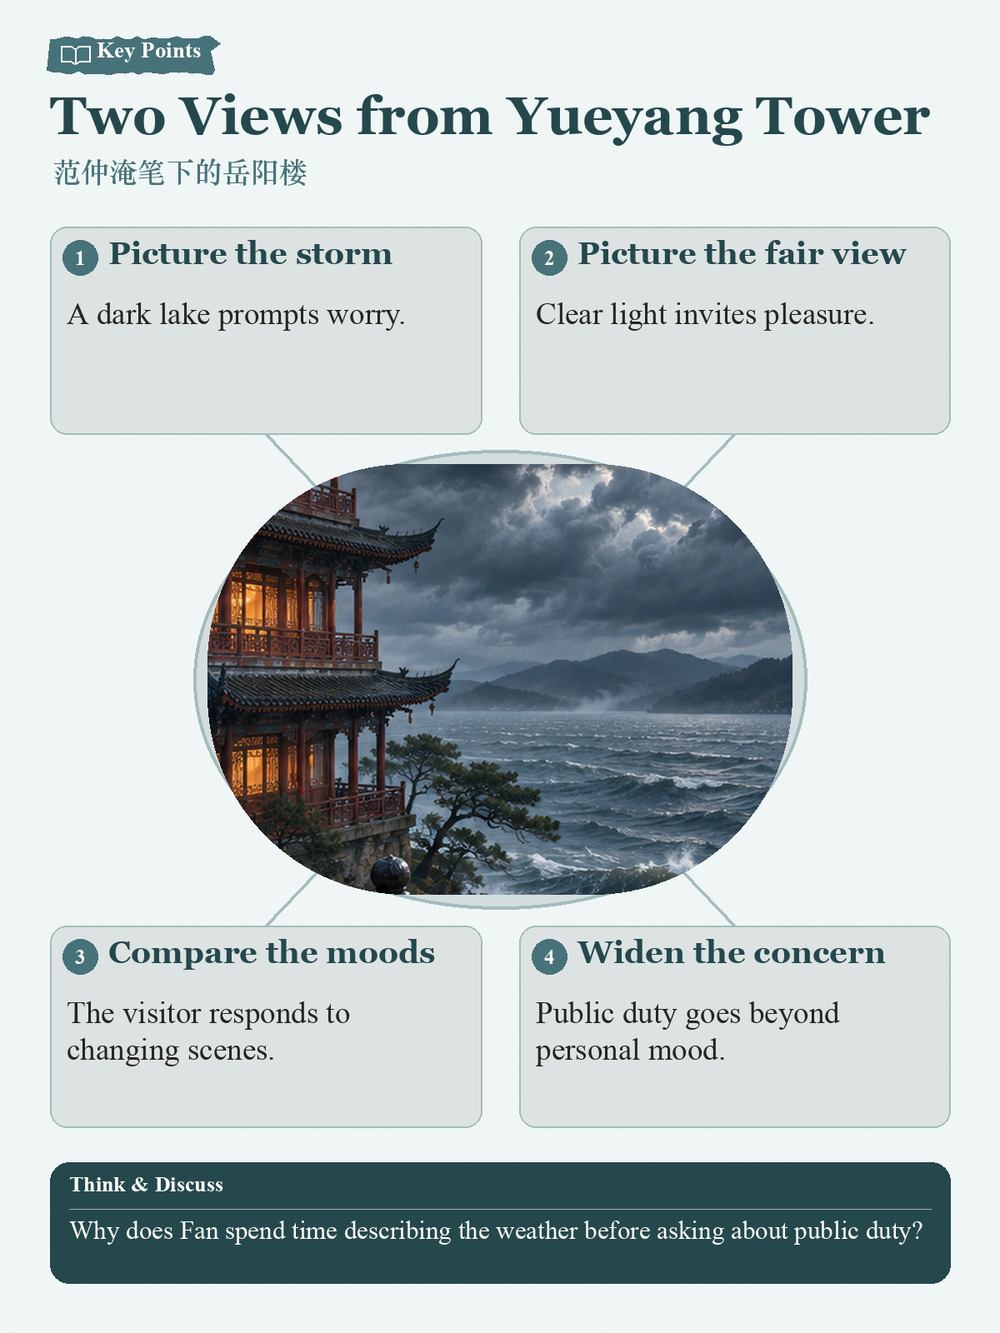 Key Points
Two Views from Yueyang Tower
范仲淹笔下的岳阳楼
1 Picture the storm
A dark lake prompts worry.
2 Picture the fair view
Clear light invites pleasure.
3 Compare the moods
The visitor responds to
changing scenes.
4 Widen the concern
Public duty goes beyond
personal mood.
Think & Discuss
Why does Fan spend time describing the weather before asking about public duty?